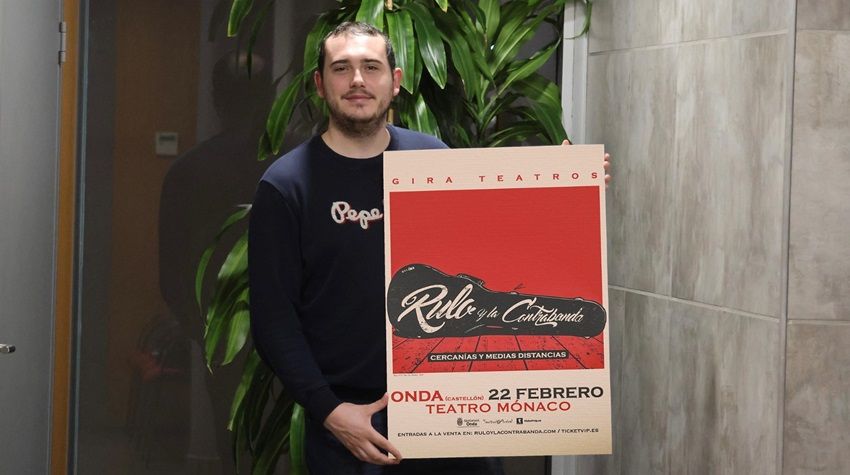 Pepe
GIRA TEATROS
Rulo y la Contrabanda
CERCANÍAS Y MEDIAS DISTANCIAS
ONDA (CASTELLÓN) 22 FEBRERO
TEATRO MÓNACO
Onda
ENTRADAS A LA VENTA EN: RULOYLACONTRABANDA.COM / TICKETVIP.ES